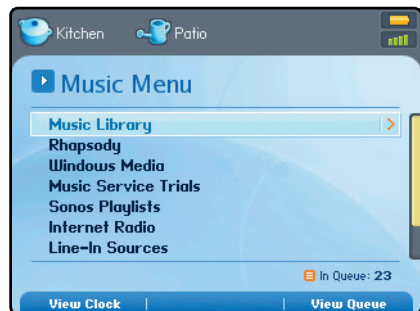 Kitchen Patio
Music Menu
Music Library
Rhapsody
Windows Media
Music Service Trials
Sonos Playlists
Internet Radio
Line-In Sources
In Queue: 23
View Clock View Queue